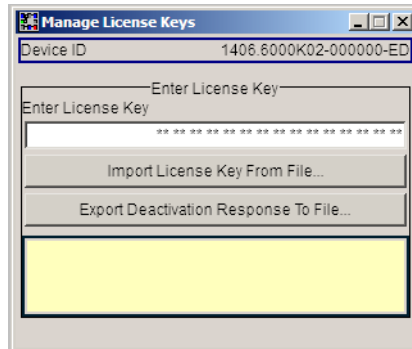 Manage License Keys
Device ID 1406.6000K02-000000-ED
Enter License Key
Enter License Key
** ** ** ** ** ** ** ** ** ** ** ** ** ** **
Import License Key From File...
Export Deactivation Response To File...